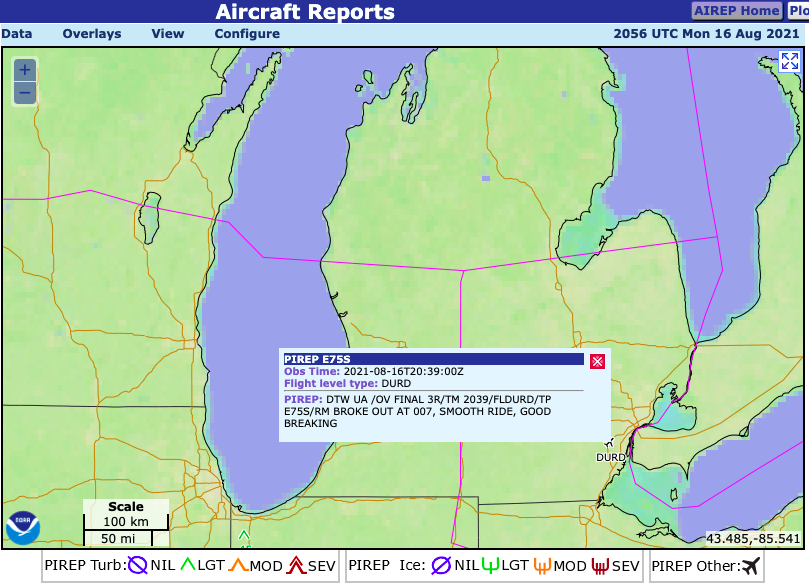 Aircraft Reports
AIREP Home
Plo
Data Overlays View Configure 2056 UTC Mon 16 Aug 2021
+
−
PIREP E75S
Obs Time: 2021-08-16T20:39:00Z
Flight level type: DURD
PIREP: DTW UA /OV FINAL 3R/TM 2039/FLDURD/TP
E75S/RM BROKE OUT AT 007, SMOOTH RIDE, GOOD
BREAKING
DURD
Scale
100 km
50 mi
NOAA
43.485,-85.541
PIREP Turb: NIL LGT MOD SEV PIREP Ice: NIL LGT MOD SEV PIREP Other: